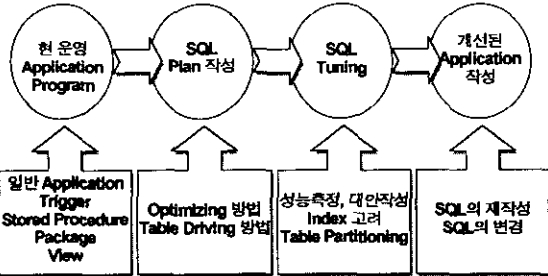 현 운영
Application
Program
SQL
Plan 작성
SQL
Tuning
개선된
Application
작성
일반 Application
Trigger
Stored Procedure
Package
View
Optimizing 방법
Table Driving 방법
성능측정, 대안작성
Index 고려
Table Partitioning
SQL의 재작성
SQL의 변경